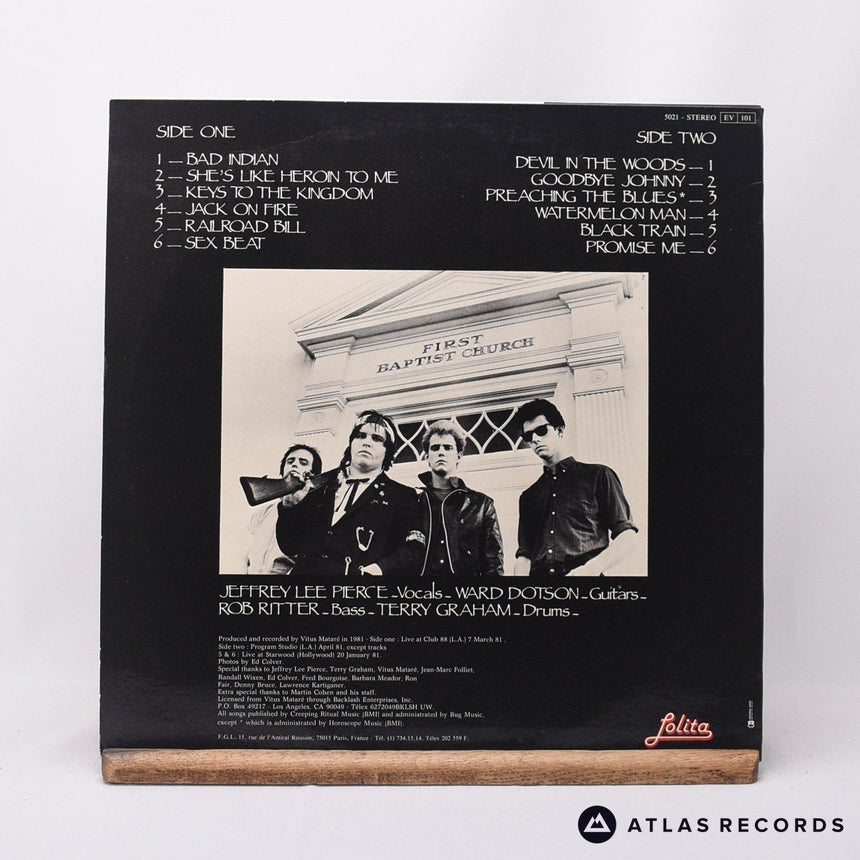 5021 - STEREO EV 101
SIDE ONE
1 _ BAD INDIAN
2 _ SHE'S LIKE HEROIN TO ME
3 _ KEYS TO THE KINGDOM
4 _ JACK ON FIRE
5 _ RAILROAD BILL
6 _ SEX BEAT
SIDE TWO
DEVIL IN THE WOODS _ 1
GOODBYE JOHNNY _ 2
PREACHING THE BLUES* _ 3
WATERMELON MAN _ 4
BLACK TRAIN _ 5
PROMISE ME _ 6
FIRST
BAPTIST CHURCH
JEFFREY LEE PIERCE _ Vocals _ WARD DOTSON _ Guitars _
ROB RITTER _ Bass _ TERRY GRAHAM _ Drums _
Produced and recorded by Vitus Mataré in 1981 - Side one : Live at Club 88 (L.A.) 7 March 81 .
Side two : Program Studio (L.A.) April 81, except tracks
5 & 6 : Live at Starwood (Hollywood) 20 January 81.
Photos by Ed Colver.
Special thanks to Jeffrey Lee Pierce, Terry Graham, Vitus Mataré, Jean-Marc Folliet,
Randall Wixen, Ed Colver, Fred Bourgoise, Barbara Meador, Ron
Fair, Denny Bruce, Lawrence Kartiganer.
Extra special thanks to Martin Cohen and his staff.
Licensed from Vitus Mataré through Backlash Enterprises, Inc.
P.O. Box 49217 - Los Angeles, CA 90049 - Télex 6272049BKLSH UW.
All songs published by Creeping Ritual Music (BMI) and administrated by Bug Music,
except * which is administrated by Horoscope Music (BMI).
F.G.L. 15, rue de l'Amiral Roussin, 75015 Paris, France - Tél. (1) 734.15.14. Télex 202 559 F.
Lolita
ATLAS RECORDS